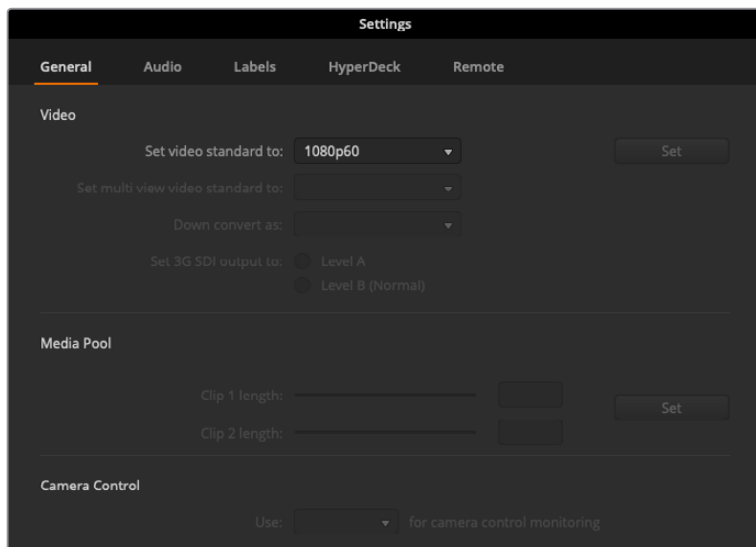 Settings
General Audio Labels HyperDeck Remote
Video
Set video standard to: 1080p60 Set
Set multi view video standard to:
Down convert as:
Set 3G SDI output to: Level A
Level B (Normal)
Media Pool
Clip 1 length:
Set
Clip 2 length:
Camera Control
Use: for camera control monitoring